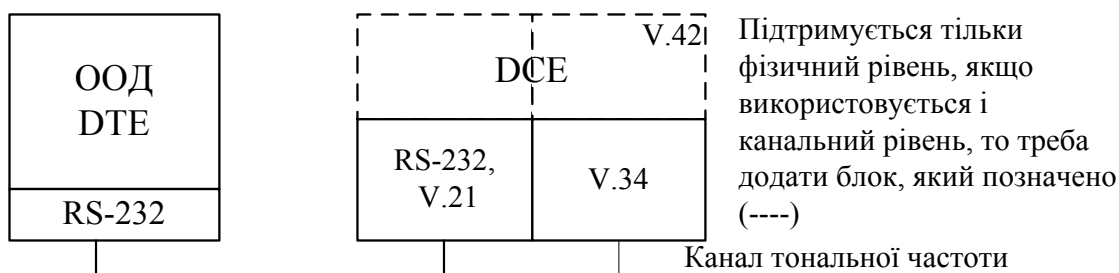 ООД
DTE
RS-232
V.42
DCE
RS-232,
V.21
V.34
Підтримується тільки
фізичний рівень, якщо
використовується і
канальний рівень, то треба
додати блок, який позначено
(----)
Канал тональної частоти